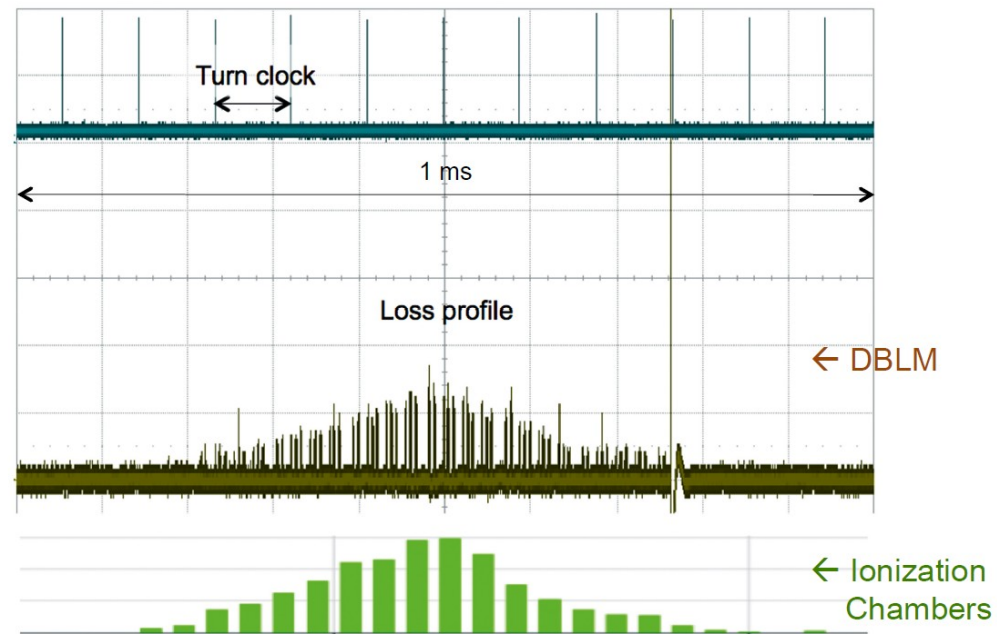 Turn clock
1 ms
Loss profile
← DBLM
← Ionization
Chambers